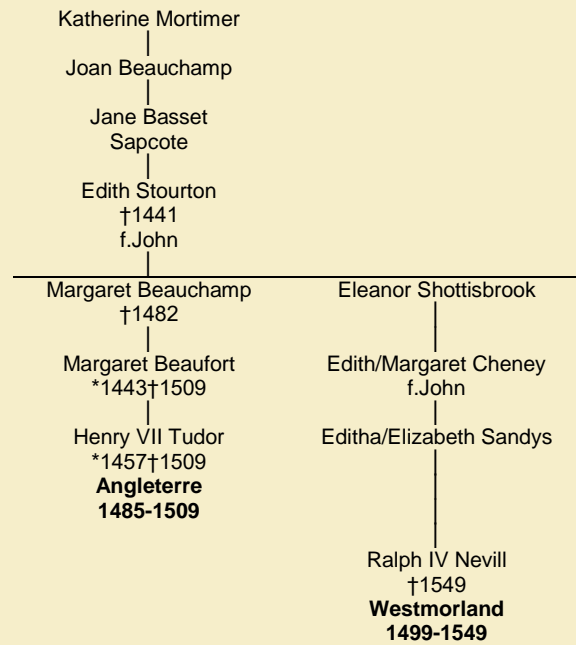 Katherine Mortimer
Joan Beauchamp
Jane Basset
Sapcote
Edith Stourton
†1441
f.John
Margaret Beauchamp
†1482
Margaret Beaufort
*1443†1509
Henry VII Tudor
*1457†1509
Angleterre
1485-1509
Eleanor Shottisbrook
Edith/Margaret Cheney
f.John
Editha/Elizabeth Sandys
Ralph IV Nevill
†1549
Westmorland
1499-1549